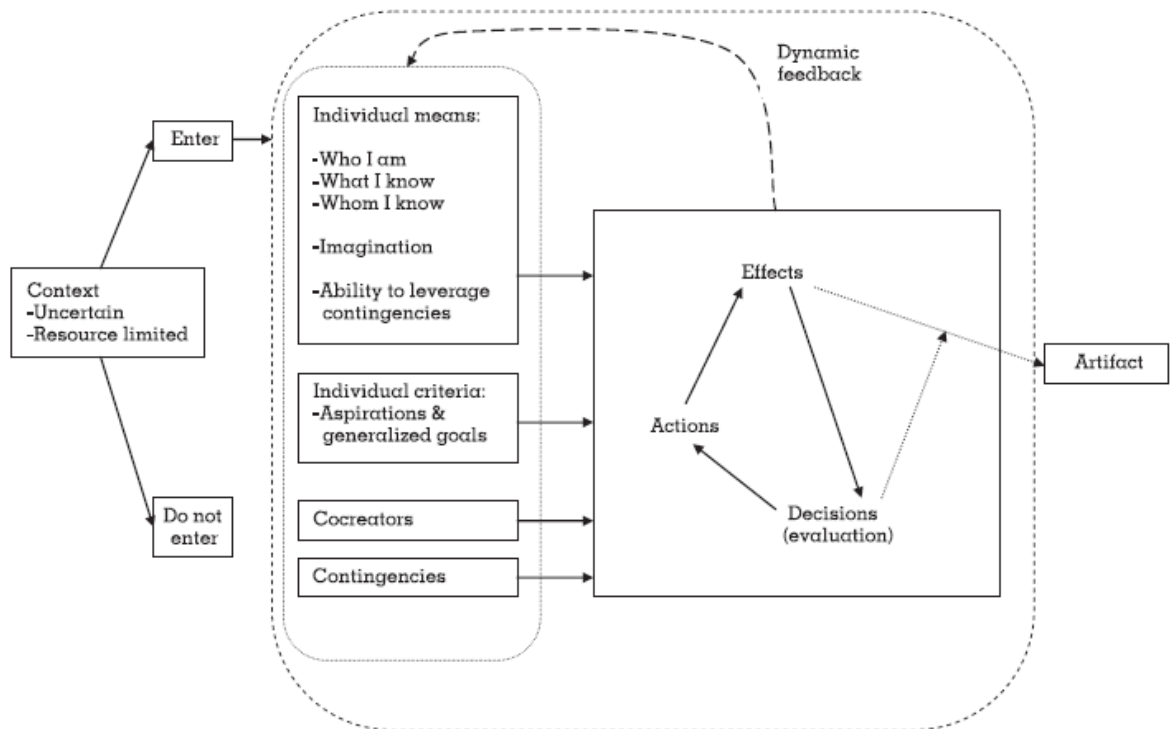 Dynamic
feedback
Enter
Context
-Uncertain
-Resource limited
Do not
enter
Individual means:
-Who I am
-What I know
-Whom I know
-Imagination
-Ability to leverage
contingencies
Individual criteria:
-Aspirations &
generalized goals
Cocreators
Contingencies
Effects
Actions
Decisions
(evaluation)
Artifact